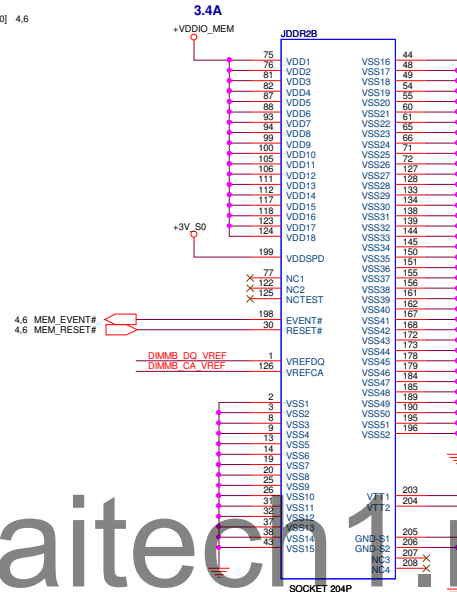 0] 4,6
3.4A
+VDDIO_MEM
JDDR2B
75 VDD1
76 VDD2
81 VDD3
82 VDD4
87 VDD5
88 VDD6
93 VDD7
94 VDD8
99 VDD9
100 VDD10
105 VDD11
106 VDD12
111 VDD13
112 VDD14
117 VDD15
118 VDD16
123 VDD17
124 VDD18
+3V_S0
199 VDDSPD
77 NC1
122 NC2
125 NCTEST
4,6 MEM_EVENT# 198 EVENT#
4,6 MEM_RESET# 30 RESET#
DIMMB_DQ_VREF 1 VREFDQ
DIMMB_CA_VREF 126 VREFCA
2 VSS1
3 VSS2
8 VSS3
9 VSS4
13 VSS5
14 VSS6
19 VSS7
20 VSS8
25 VSS9
26 VSS10
31 VSS11
32 VSS12
37 VSS13
38 VSS14
43 VSS15
VSS16 44
VSS17 48
VSS18 49
VSS19 54
VSS20 55
VSS21 60
VSS22 61
VSS23 65
VSS24 66
VSS25 71
VSS26 72
VSS27 127
VSS28 128
VSS29 133
VSS30 134
VSS31 138
VSS32 139
VSS33 144
VSS34 145
VSS35 150
VSS36 151
VSS37 155
VSS38 156
VSS39 161
VSS40 162
VSS41 167
VSS42 168
VSS43 172
VSS44 173
VSS45 178
VSS46 179
VSS47 184
VSS48 185
VSS49 189
VSS50 190
VSS51 195
VSS52 196
VTT1 203
VTT2 204
GND-S1 205
GND-S2 206
NC3 207
NC4 208
SOCKET 204P
aitech1.